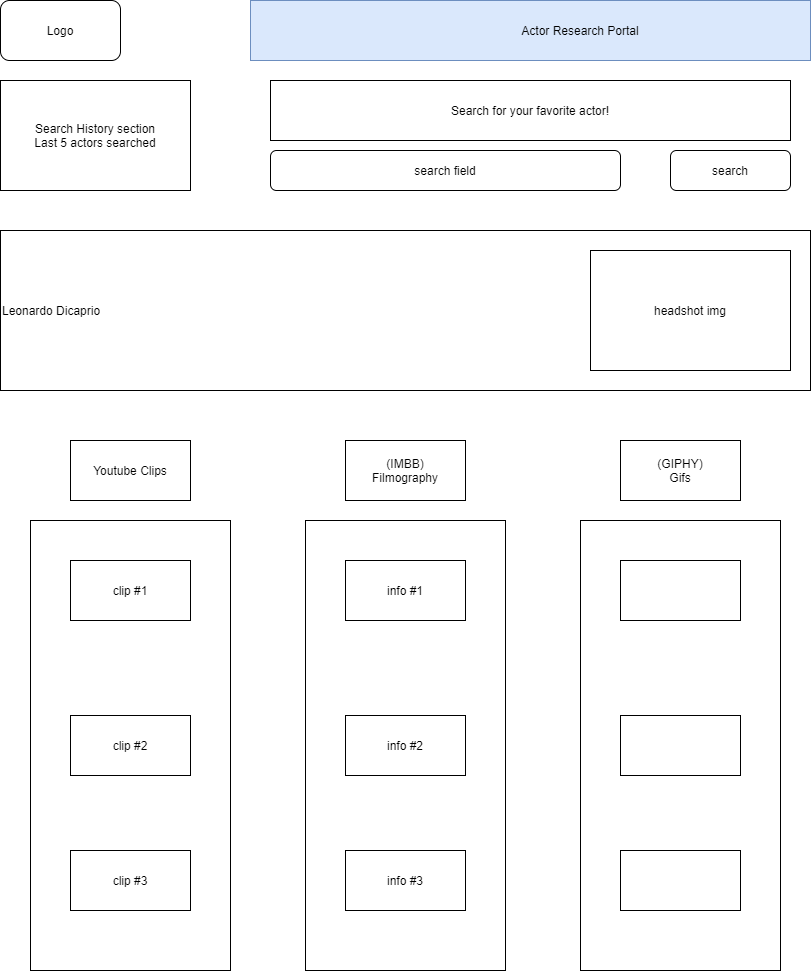 Logo
Actor Research Portal
Search History section
Last 5 actors searched
Search for your favorite actor!
search field
search
Leonardo Dicaprio
headshot img
Youtube Clips
(IMBB)
Filmography
(GIPHY)
Gifs
clip #1
info #1
clip #2
info #2
clip #3
info #3